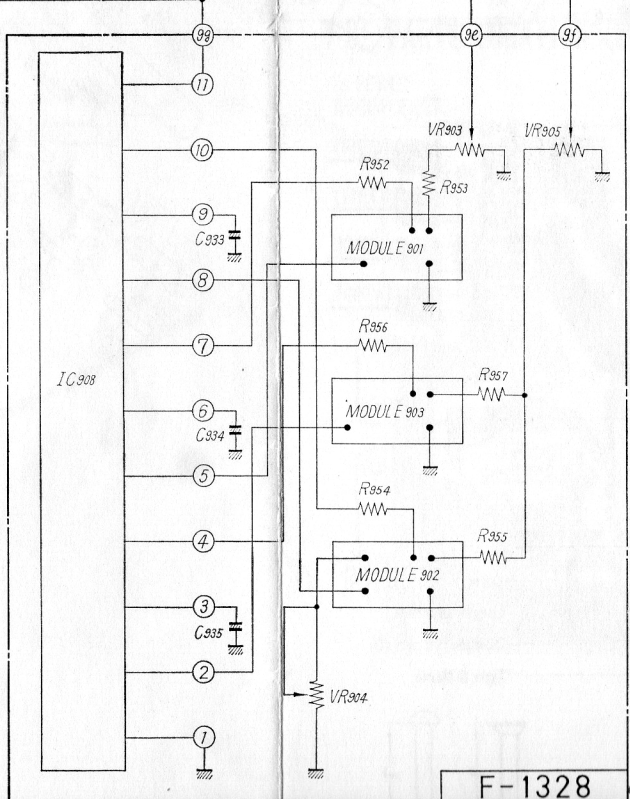 9g
9e
9f
11
VR903
VR905
10
R952
R953
9
C933
MODULE 901
8
7
R956
IC908
R957
6
C934
MODULE 903
5
R954
4
R955
MODULE 902
3
C935
2
VR904
1
F-1328